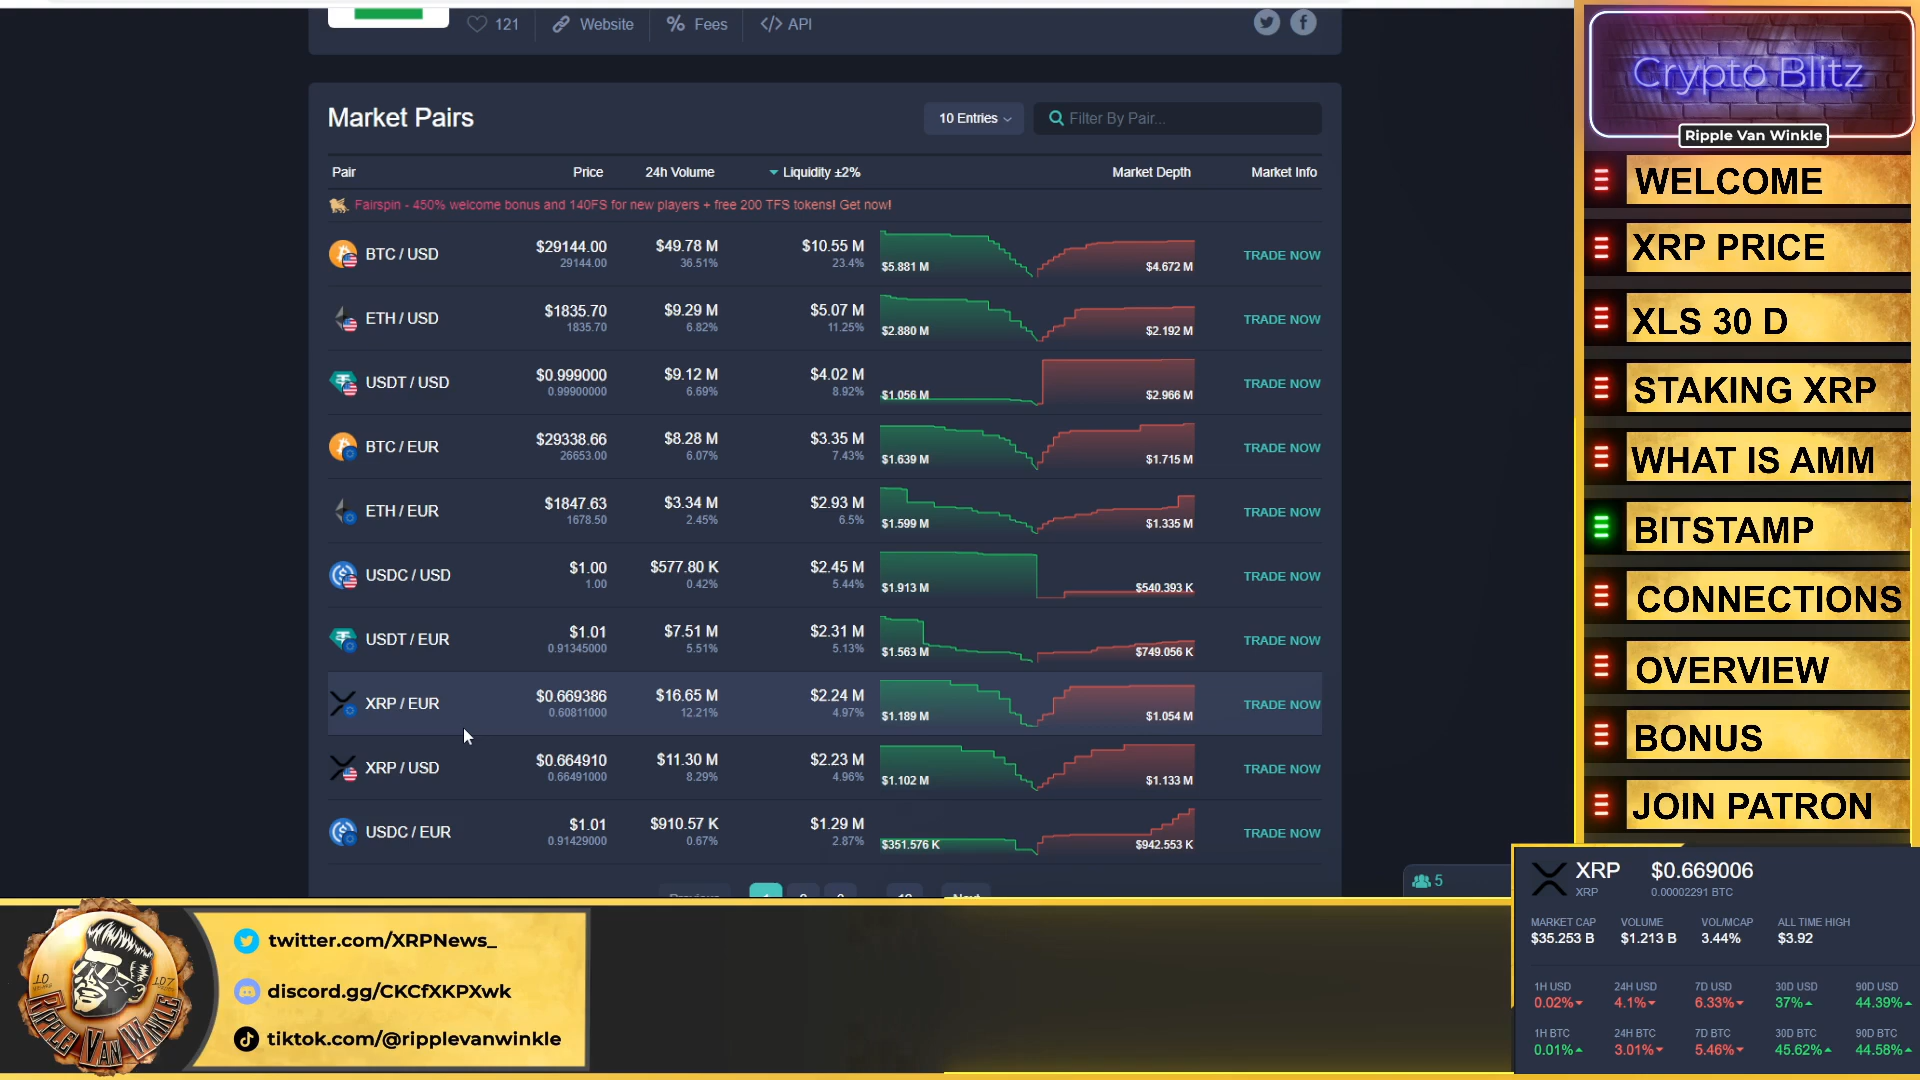 121
Website
Fees
API
Market Pairs
10 Entries
Filter By Pair...
Pair Price 24h Volume Liquidity ±2% Market Depth Market Info
Fairspin - 450% welcome bonus and 140FS for new players + free 200 TFS tokens! Get now!
BTC / USD $29144.00 $49.78 M $10.55 M $5.881 M $4.672 M TRADE NOW
29144.00 36.51% 23.4%
ETH / USD $1835.70 $9.29 M $5.07 M $2.880 M $2.192 M TRADE NOW
1835.70 6.82% 11.25%
USDT / USD $0.999000 $9.12 M $4.02 M $1.056 M $2.966 M TRADE NOW
0.99900000 6.69% 8.92%
BTC / EUR $29338.66 $8.28 M $3.35 M $1.639 M $1.715 M TRADE NOW
26653.00 6.07% 7.43%
ETH / EUR $1847.63 $3.34 M $2.93 M $1.599 M $1.335 M TRADE NOW
1678.50 2.45% 6.5%
USDC / USD $1.00 $577.80 K $2.45 M $1.913 M $540.393 K TRADE NOW
1.00 0.42% 5.44%
USDT / EUR $1.01 $7.51 M $2.31 M $1.563 M $749.056 K TRADE NOW
0.91345000 5.51% 5.13%
XRP / EUR $0.669386 $16.65 M $2.24 M $1.189 M $1.054 M TRADE NOW
0.60811000 12.21% 4.97%
XRP / USD $0.664910 $11.30 M $2.23 M $1.102 M $1.133 M TRADE NOW
0.66491000 8.29% 4.96%
USDC / EUR $1.01 $910.57 K $1.29 M $351.576 K $942.553 K TRADE NOW
0.91429000 0.67% 2.87%
5
Crypto Blitz
Ripple Van Winkle
WELCOME
XRP PRICE
XLS 30 D
STAKING XRP
WHAT IS AMM
BITSTAMP
CONNECTIONS
OVERVIEW
BONUS
JOIN PATRON
XRP $0.669006
XRP 0.00002291 BTC
MARKET CAP VOLUME VOL/MCAP ALL TIME HIGH
$35.253 B $1.213 B 3.44% $3.92
1H USD 24H USD 7D USD 30D USD 90D USD
0.02% 4.1% 6.33% 37% 44.39%
1H BTC 24H BTC 7D BTC 30D BTC 90D BTC
0.01% 3.01% 5.46% 45.62% 44.58%
RIPPLE VAN WINKLE
twitter.com/XRPNews_
discord.gg/CKCfXKPXwk
tiktok.com/@ripplevanwinkle